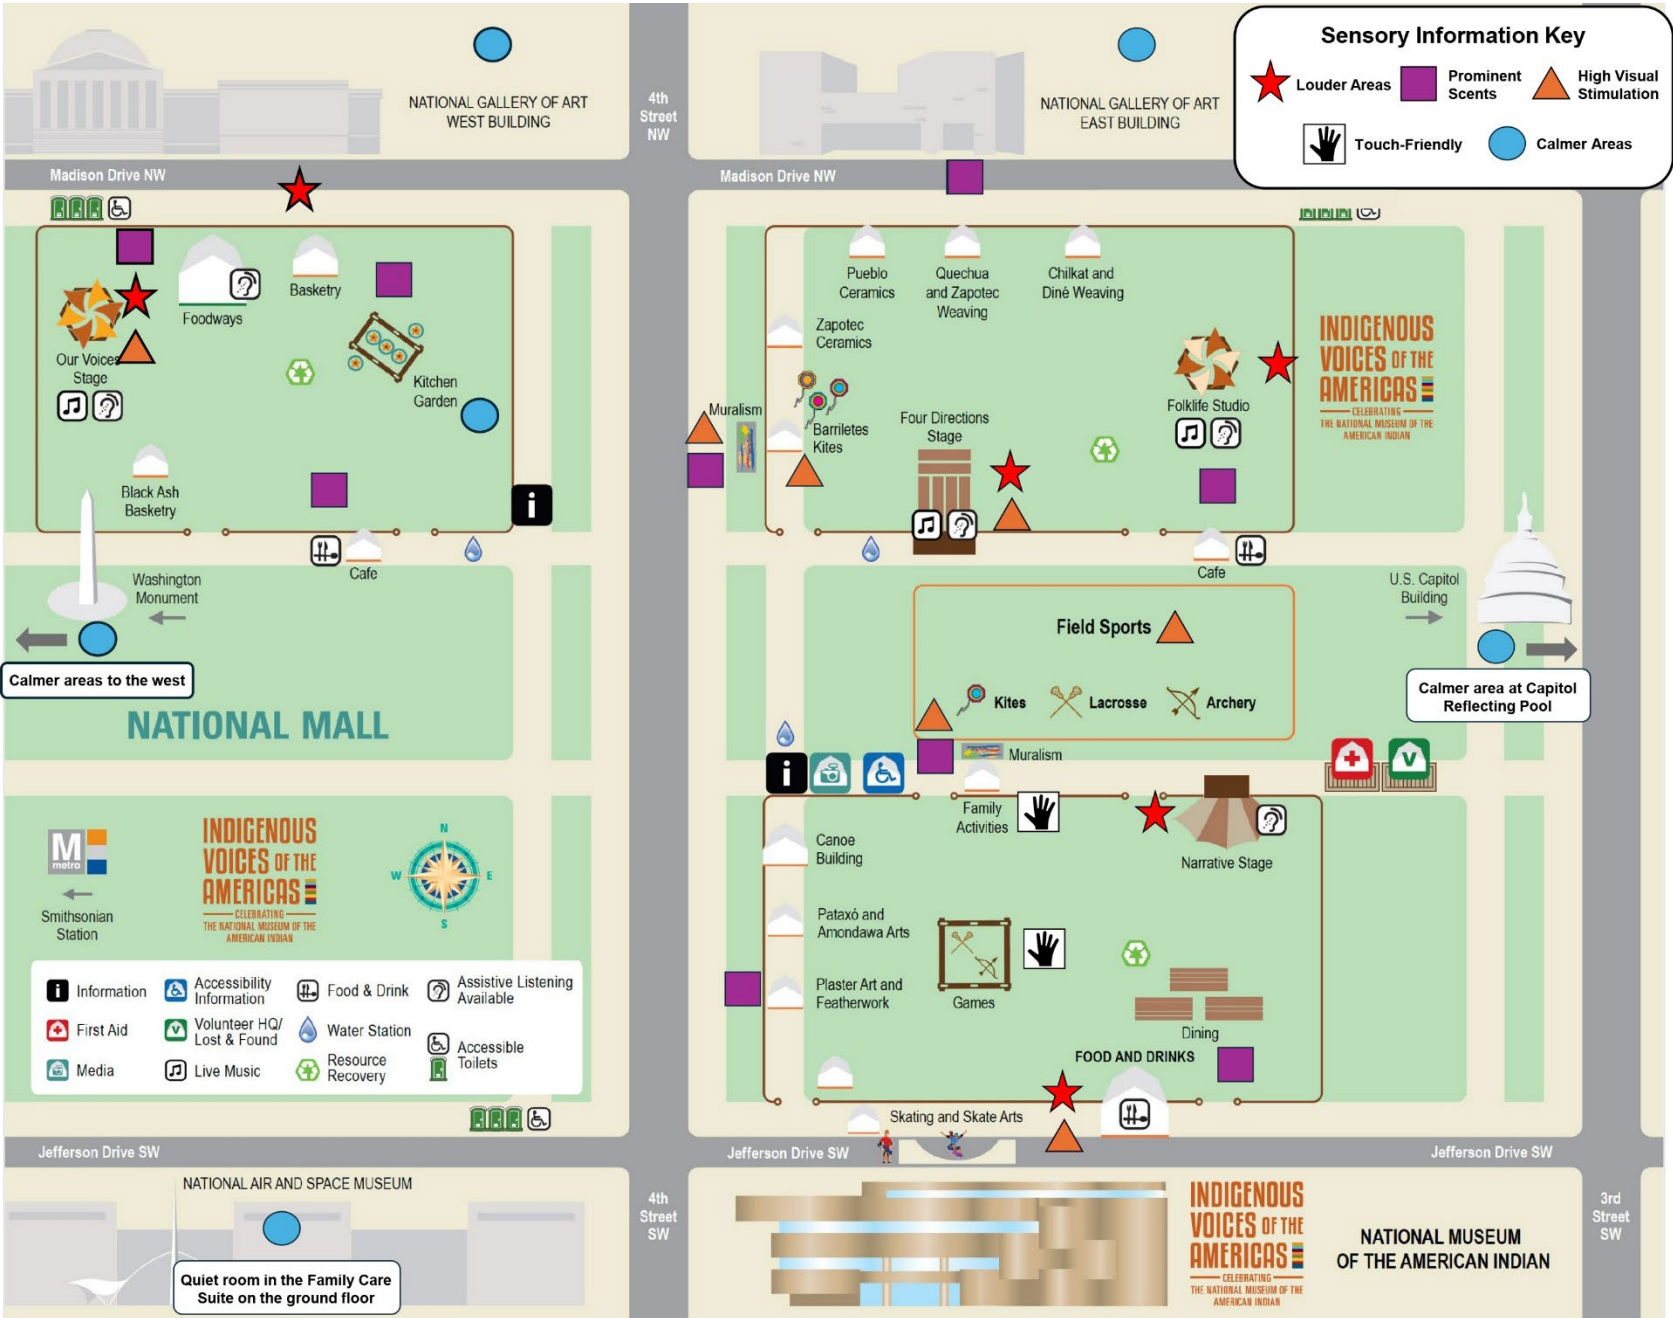 Sensory Information Key
Louder Areas
Prominent
Scents
High Visual
Stimulation
Touch-Friendly
Calmer Areas
NATIONAL GALLERY OF ART
WEST BUILDING
4th
Street
NW
NATIONAL GALLERY OF ART
EAST BUILDING
Madison Drive NW
Madison Drive NW
Foodways
Basketry
Our Voices
Stage
Kitchen
Garden
Black Ash
Basketry
i
Cafe
Pueblo
Ceramics
Quechua
and Zapotec
Weaving
Chilkat and
Diné Weaving
Zapotec
Ceramics
Muralism
Barriletes
Kites
Four Directions
Stage
Folklife Studio
INDIGENOUS
VOICES OF THE
AMERICAS
CELEBRATING
THE NATIONAL MUSEUM OF THE
AMERICAN INDIAN
Cafe
Washington
Monument
Calmer areas to the west
NATIONAL MALL
U.S. Capitol
Building
Calmer area at Capitol
Reflecting Pool
Field Sports
Kites
Lacrosse
Archery
i
Muralism
V
Family
Activities
Narrative Stage
Canoe
Building
Pataxó and
Amondawa Arts
Plaster Art and
Featherwork
Games
Dining
FOOD AND DRINKS
Skating and Skate Arts
M
metro
Smithsonian
Station
INDIGENOUS
VOICES OF THE
AMERICAS
CELEBRATING
THE NATIONAL MUSEUM OF THE
AMERICAN INDIAN
N
W
E
S
i
Information
Accessibility
Information
Food & Drink
Assistive Listening
Available
First Aid
V
Volunteer HQ/
Lost & Found
Water Station
Accessible
Toilets
Media
Live Music
Resource
Recovery
Jefferson Drive SW
Jefferson Drive SW
Jefferson Drive SW
NATIONAL AIR AND SPACE MUSEUM
Quiet room in the Family Care
Suite on the ground floor
4th
Street
SW
INDIGENOUS
VOICES OF THE
AMERICAS
CELEBRATING
THE NATIONAL MUSEUM OF THE
AMERICAN INDIAN
NATIONAL MUSEUM
OF THE AMERICAN INDIAN
3rd
Street
SW